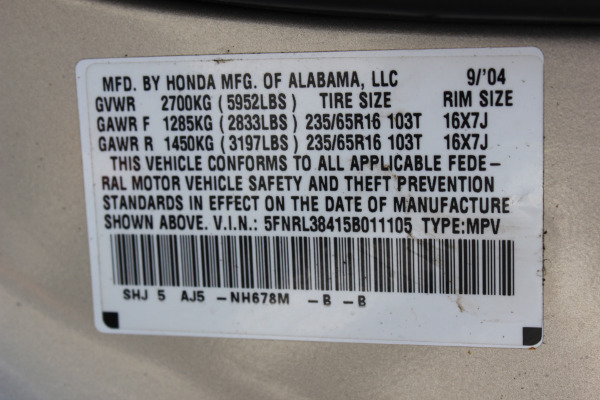 MFD. BY HONDA MFG. OF ALABAMA, LLC 9/'04
GVWR 2700KG (5952LBS) TIRE SIZE RIM SIZE
GAWR F 1285KG (2833LBS) 235/65R16 103T 16X7J
GAWR R 1450KG (3197LBS) 235/65R16 103T 16X7J
THIS VEHICLE CONFORMS TO ALL APPLICABLE FEDE-
RAL MOTOR VEHICLE SAFETY AND THEFT PREVENTION
STANDARDS IN EFFECT ON THE DATE OF MANUFACTURE
SHOWN ABOVE. V.I.N.: 5FNRL38415B011105 TYPE:MPV
SHJ 5 AJ5 -NH678M -B -B